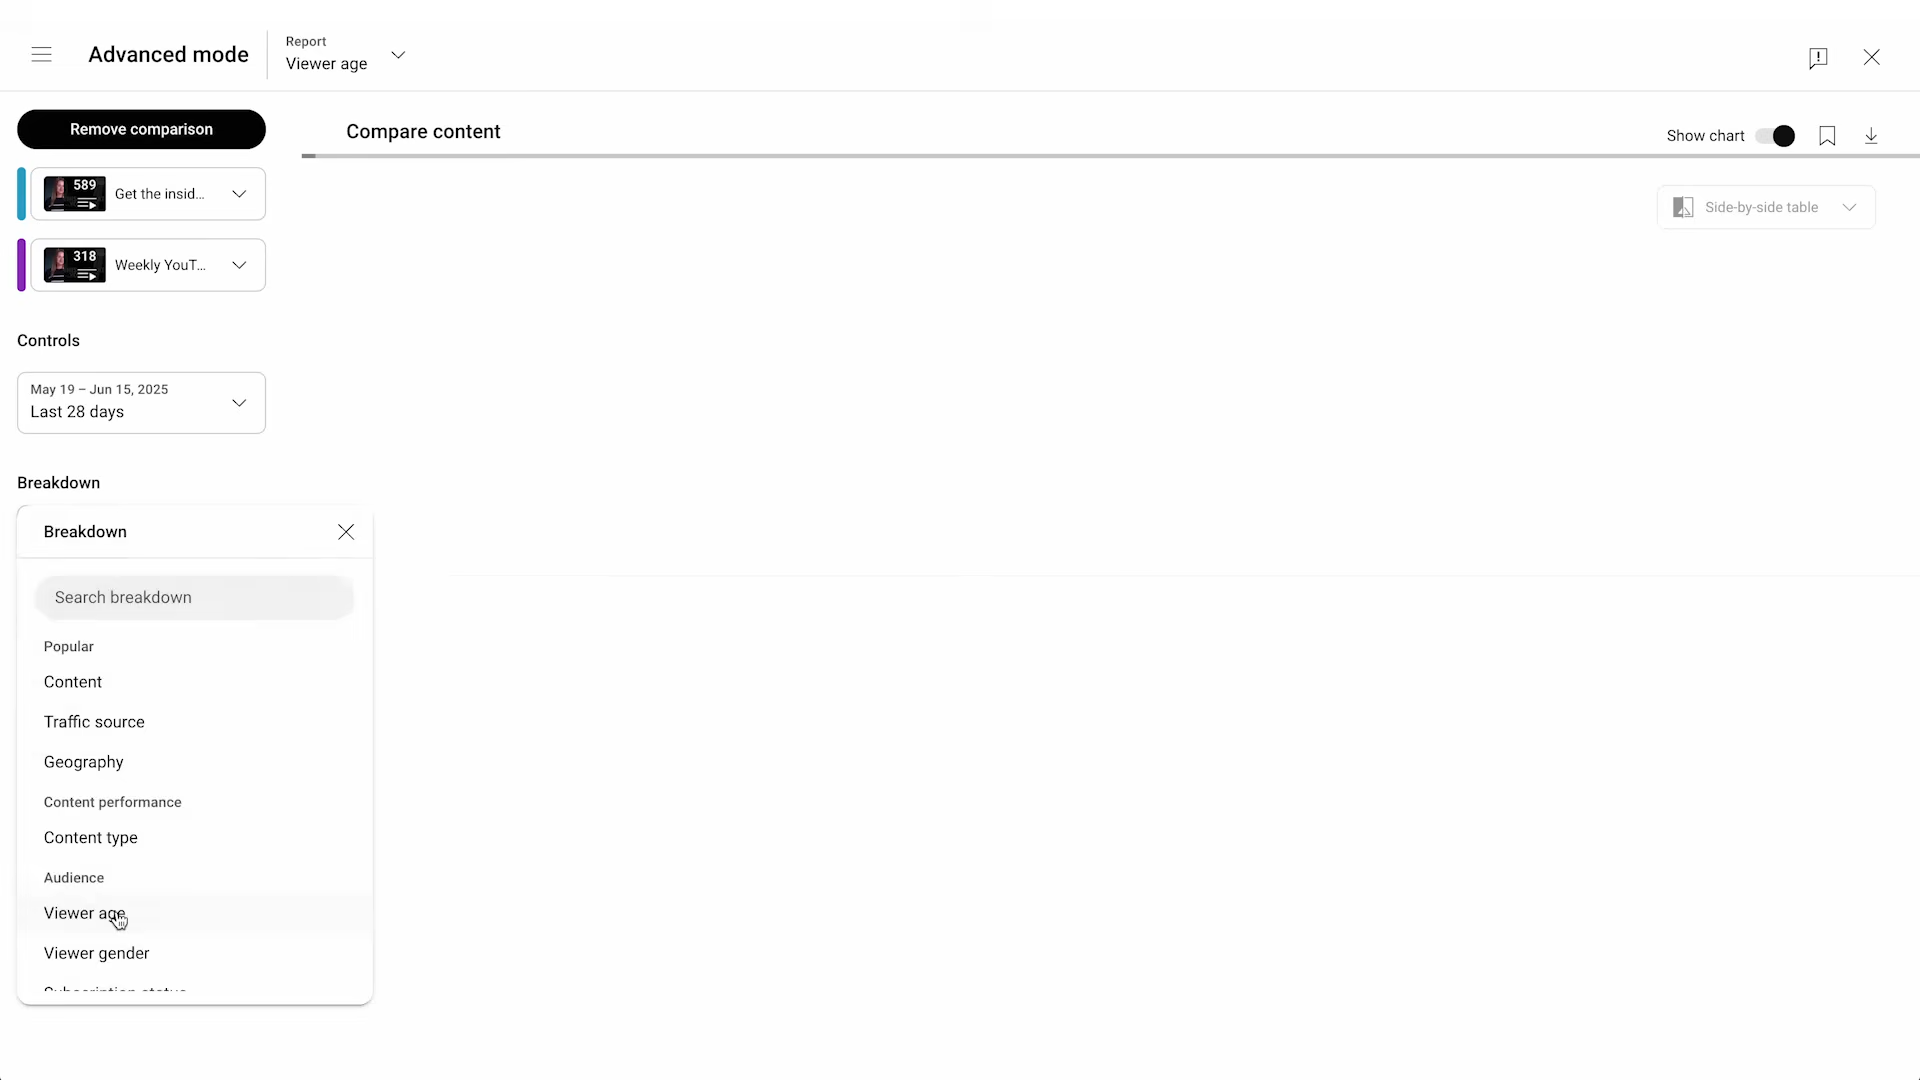 Advanced mode
Report
Viewer age
Remove comparison
Compare content
Show chart
589
Get the insid...
Side-by-side table
318
Weekly YouT...
Controls
May 19 – Jun 15, 2025
Last 28 days
Breakdown
Breakdown
Search breakdown
Popular
Content
Traffic source
Geography
Content performance
Content type
Audience
Viewer age
Viewer gender
Subscription status